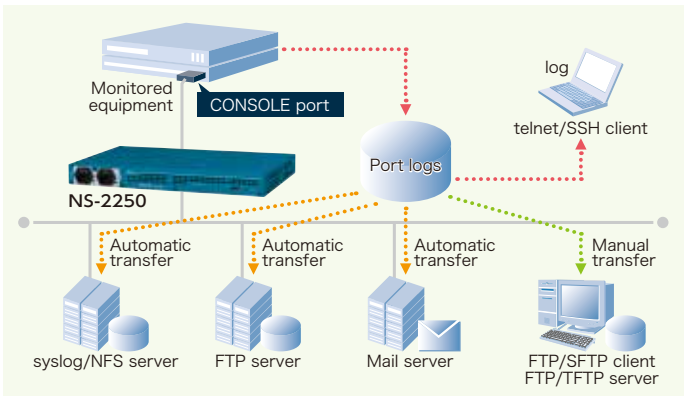 Monitored
equipment
CONSOLE port
log
telnet/SSH client
Port logs
NS-2250
Automatic
transfer
Automatic
transfer
Automatic
transfer
Manual
transfer
syslog/NFS server
FTP server
Mail server
FTP/SFTP client
FTP/TFTP server